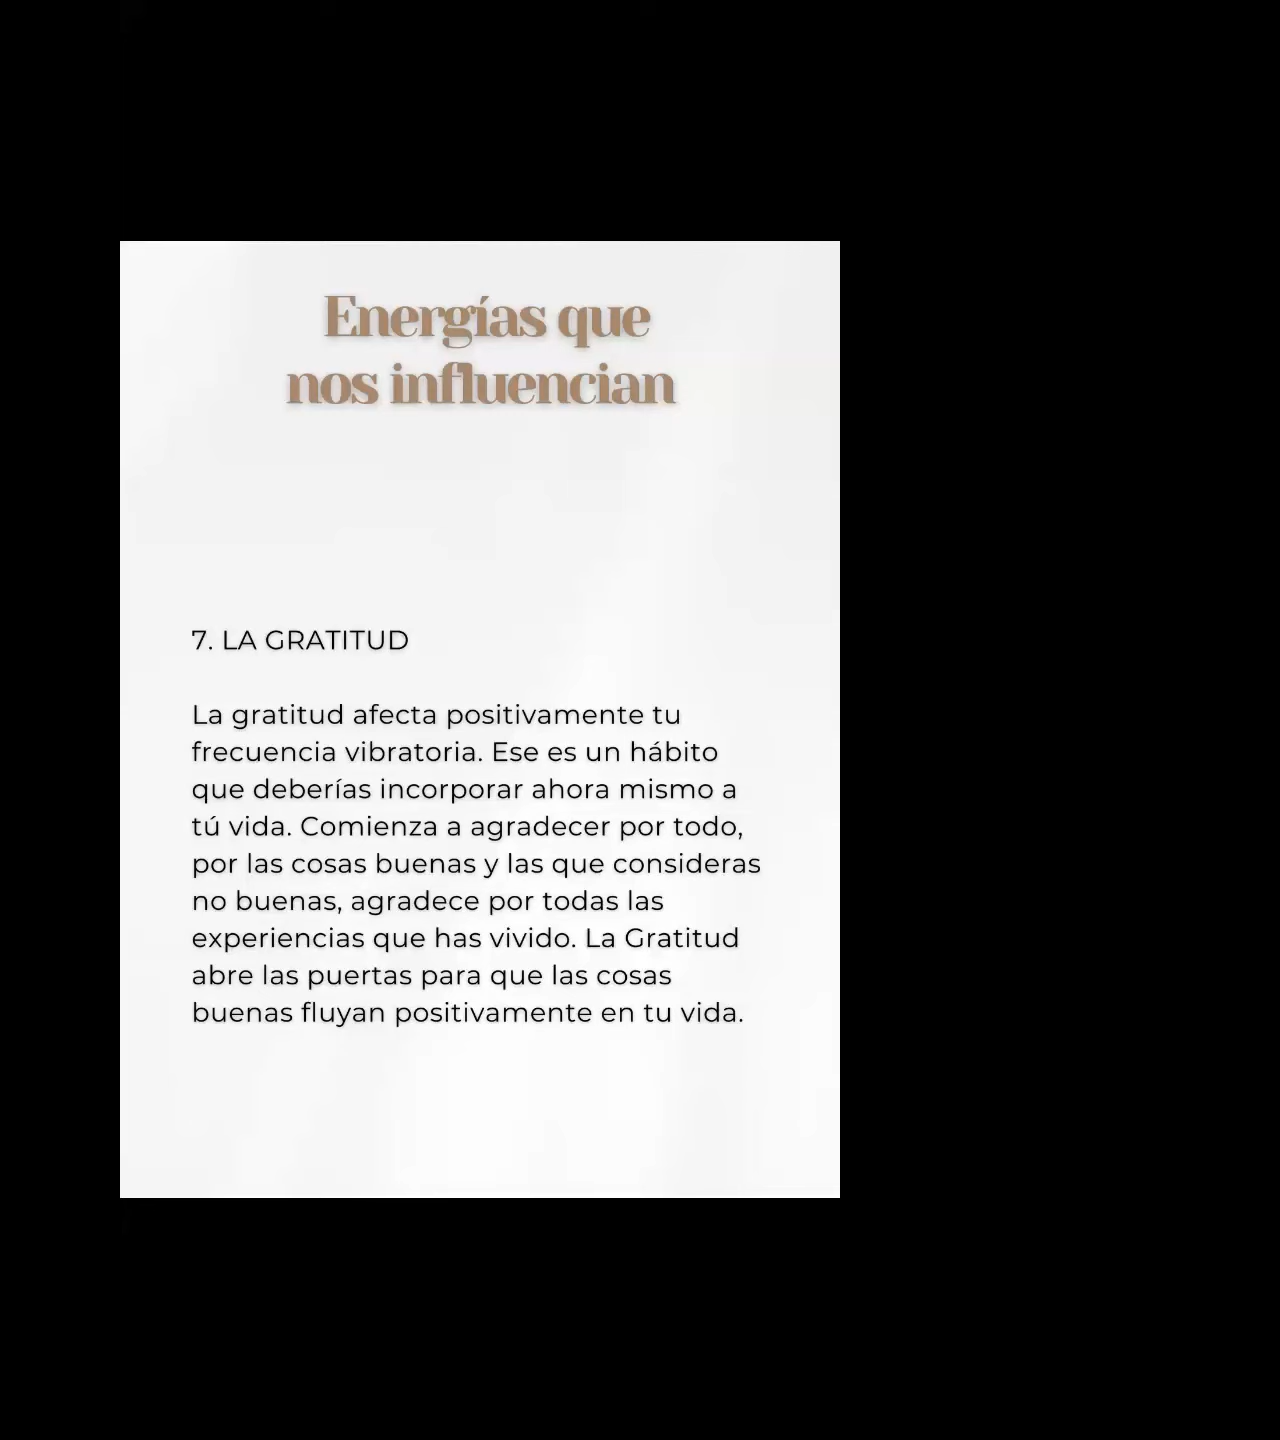 Energías que
nos influencian
7. LA GRATITUD
La gratitud afecta positivamente tu
frecuencia vibratoria. Ese es un hábito
que deberías incorporar ahora mismo a
tú vida. Comienza a agradecer por todo,
por las cosas buenas y las que consideras
no buenas, agradece por todas las
experiencias que has vivido. La Gratitud
abre las puertas para que las cosas
buenas fluyan positivamente en tu vida.